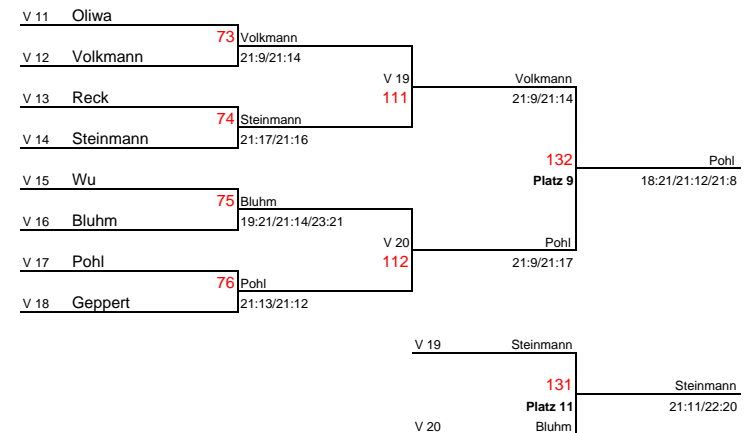 V 11 Oliwa
73 Volkmann
V 12 Volkmann 21:9/21:14
V 19 Volkmann
V 13 Reck 111 21:9/21:14
74 Steinmann
V 14 Steinmann 21:17/21:16
132 Pohl
V 15 Wu Platz 9 18:21/21:12/21:8
75 Bluhm
V 16 Bluhm 19:21/21:14/23:21
V 20 Pohl
V 17 Pohl 112 21:9/21:17
76 Pohl
V 18 Geppert 21:13/21:12
V 19 Steinmann
131 Steinmann
Platz 11 21:11/22:20
V 20 Bluhm